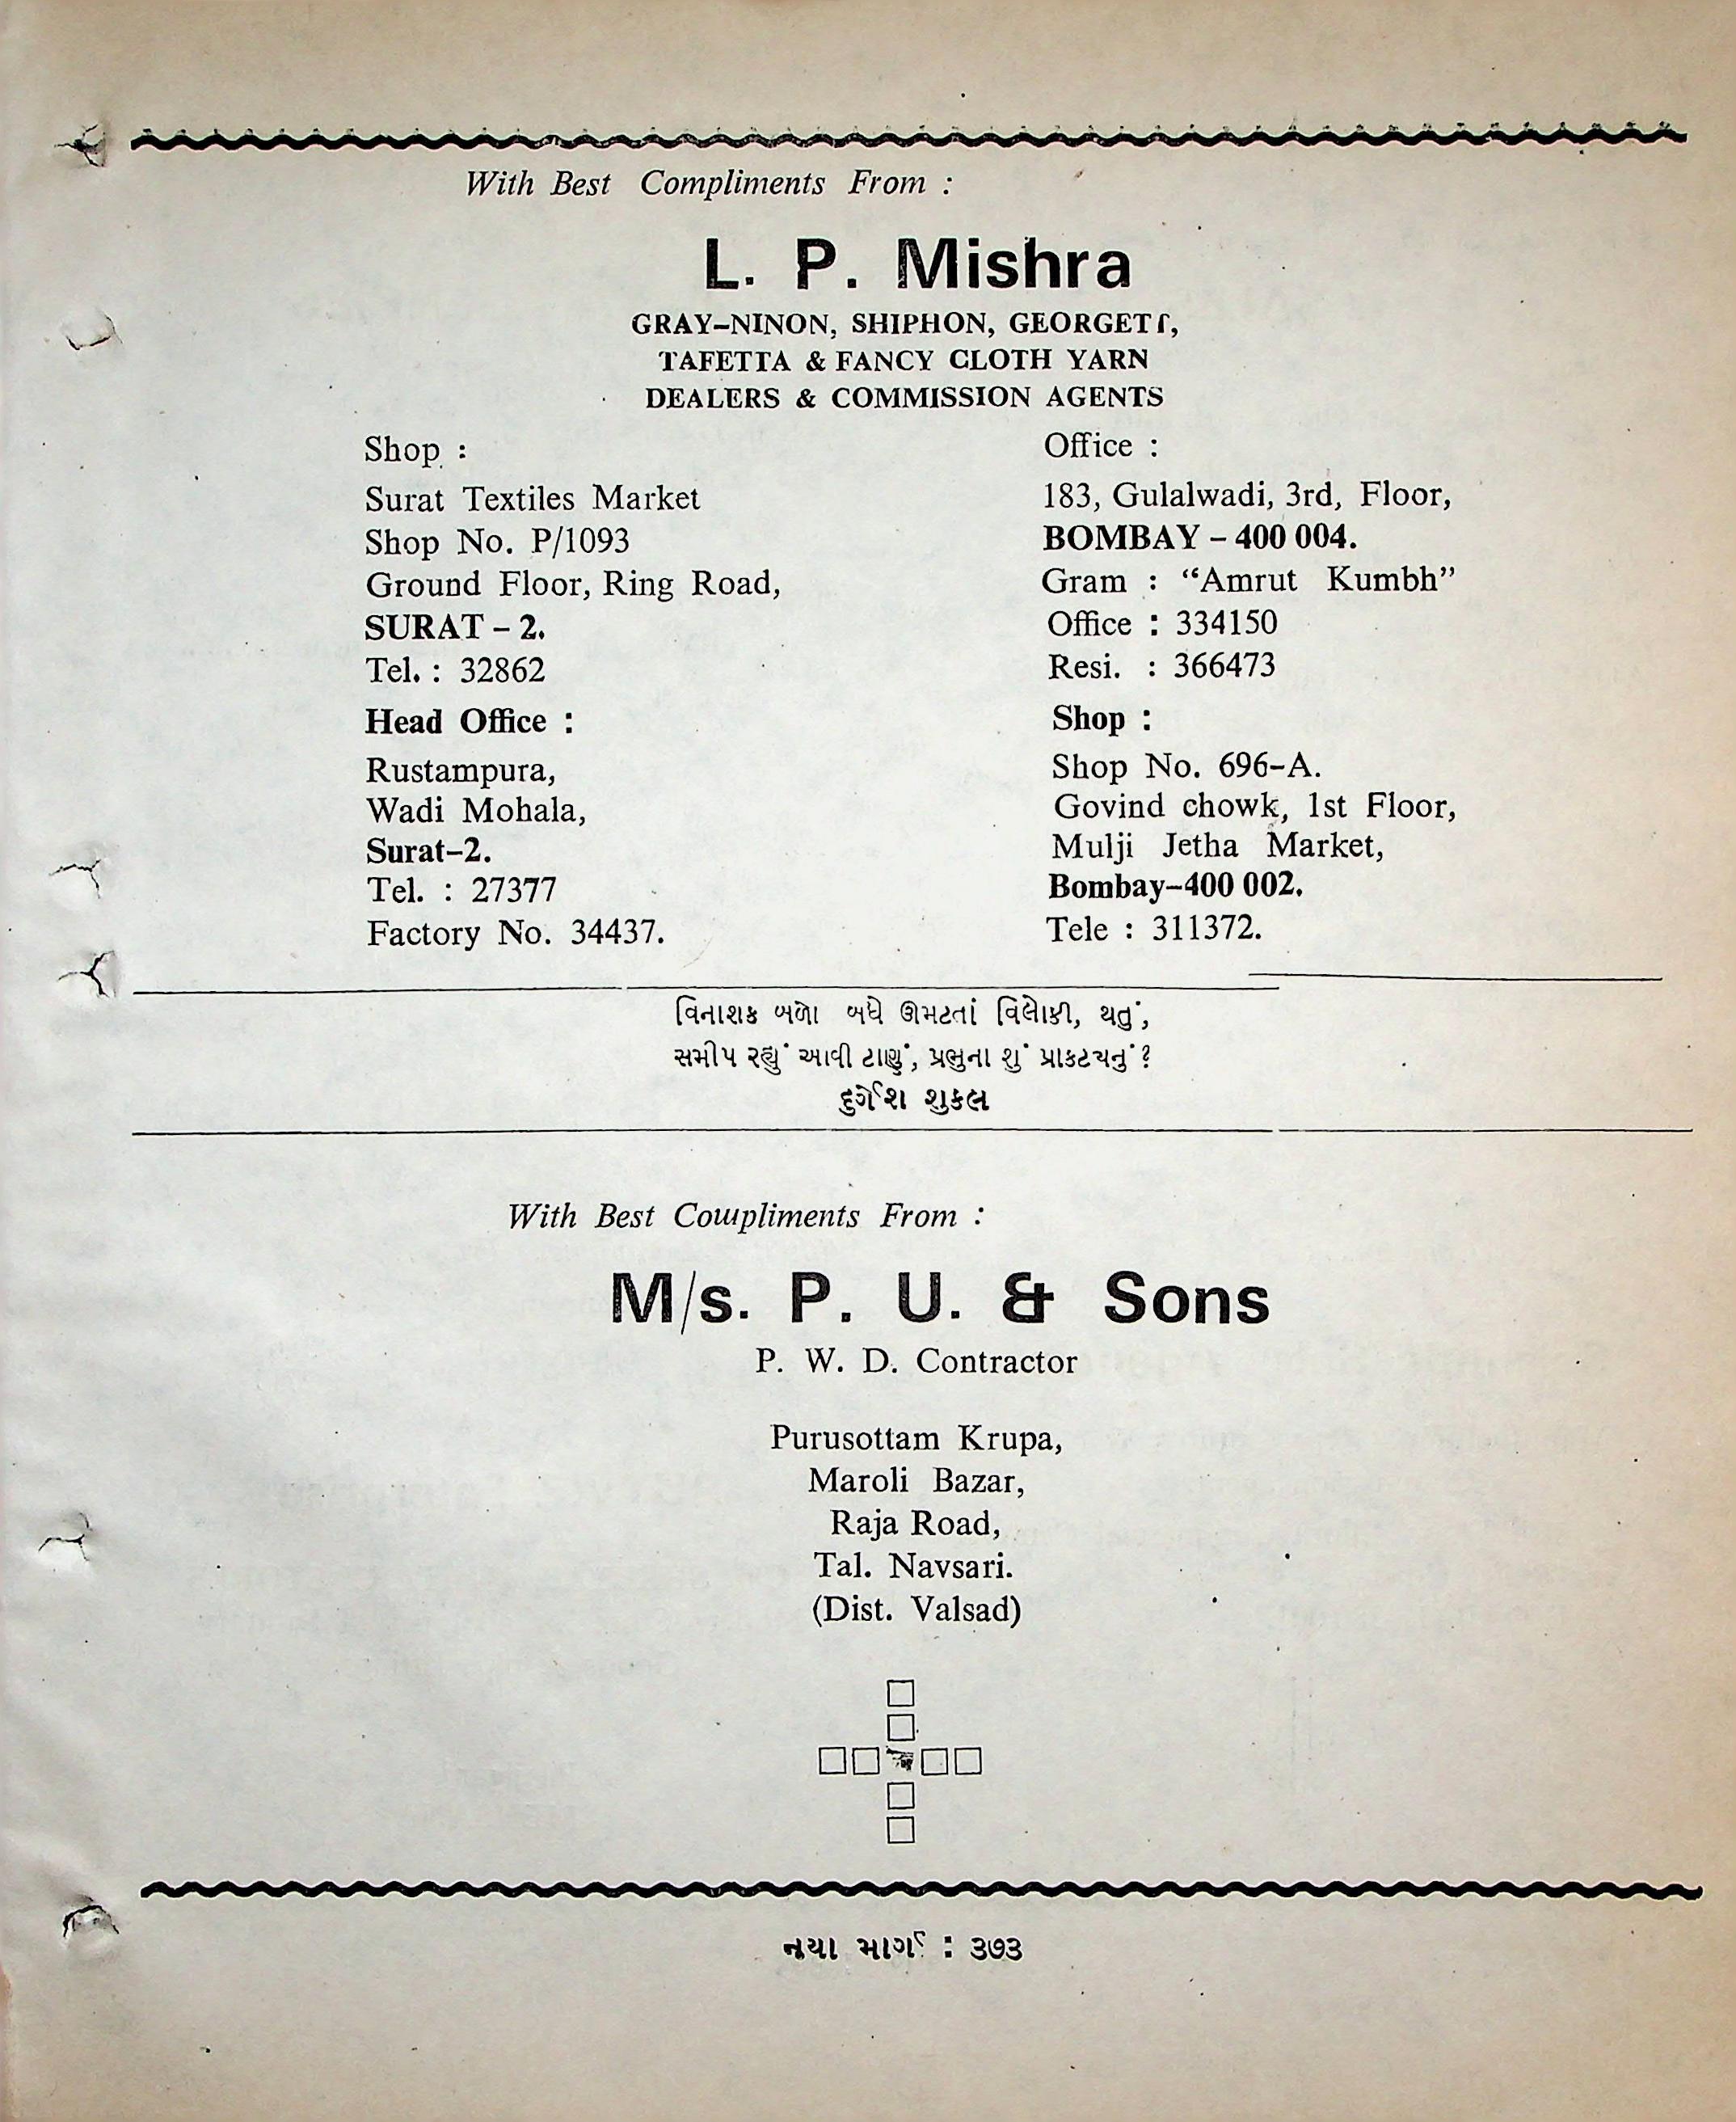 With Best Compliments From :
L. P. Mishra
GRAY–NINON, SHIPHON, GEORGETT,
TAFETTA & FANCY CLOTH YARN
DEALERS & COMMISSION AGENTS
Shop :
Surat Textiles Market
Shop No. P/1093
Ground Floor, Ring Road,
SURAT – 2.
Tel. : 32862
Head Office :
Rustampura,
Wadi Mohala,
Surat–2.
Tel. : 27377
Factory No. 34437.
Office :
183, Gulalwadi, 3rd, Floor,
BOMBAY – 400 004.
Gram : “Amrut Kumbh”
Office : 334150
Resi. : 366473
Shop :
Shop No. 696–A.
Govind chowk, 1st Floor,
Mulji Jetha Market,
Bombay–400 002.
Tele : 311372.
વિનાશક બળો બધે ઊમટતાં વિલોકી, થતું,
સમીપ રહ્યું આવી ટાણું, પ્રભુના શું પ્રાકટયનું ?
દુર્ગેશ શુકલ
With Best Compliments From :
M/s. P. U. & Sons
P. W. D. Contractor
Purusottam Krupa,
Maroli Bazar,
Raja Road,
Tal. Navsari.
(Dist. Valsad)
નયા માર્ગ : ૩૭૩